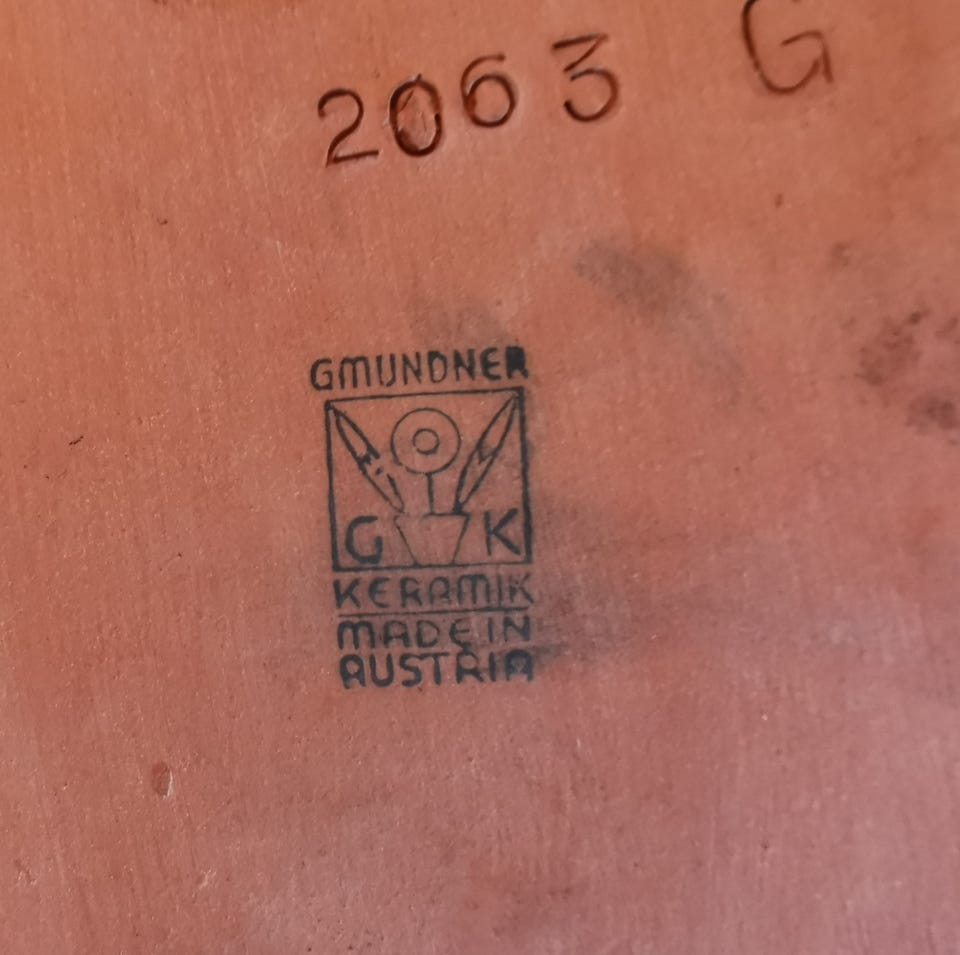 2063 G
GMUNDNER
G K
KERAMIK
MADE IN
AUSTRIA